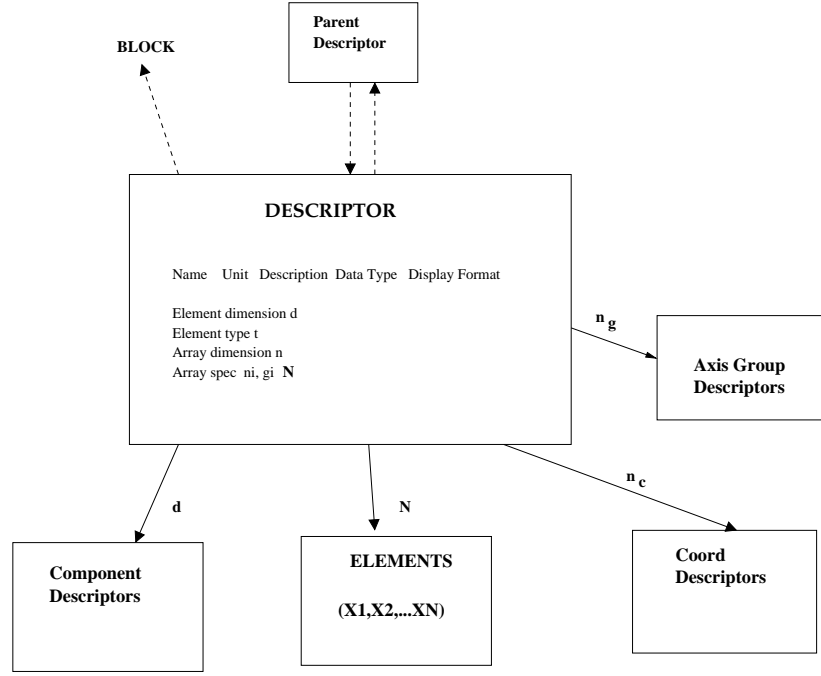 Parent
Descriptor
BLOCK
DESCRIPTOR
Name Unit Description Data Type Display Format
Element dimension d
Element type t
Array dimension n
Array spec ni, gi N
n g
Axis Group
Descriptors
d
N
n c
Component
Descriptors
ELEMENTS
(X1,X2,...XN)
Coord
Descriptors